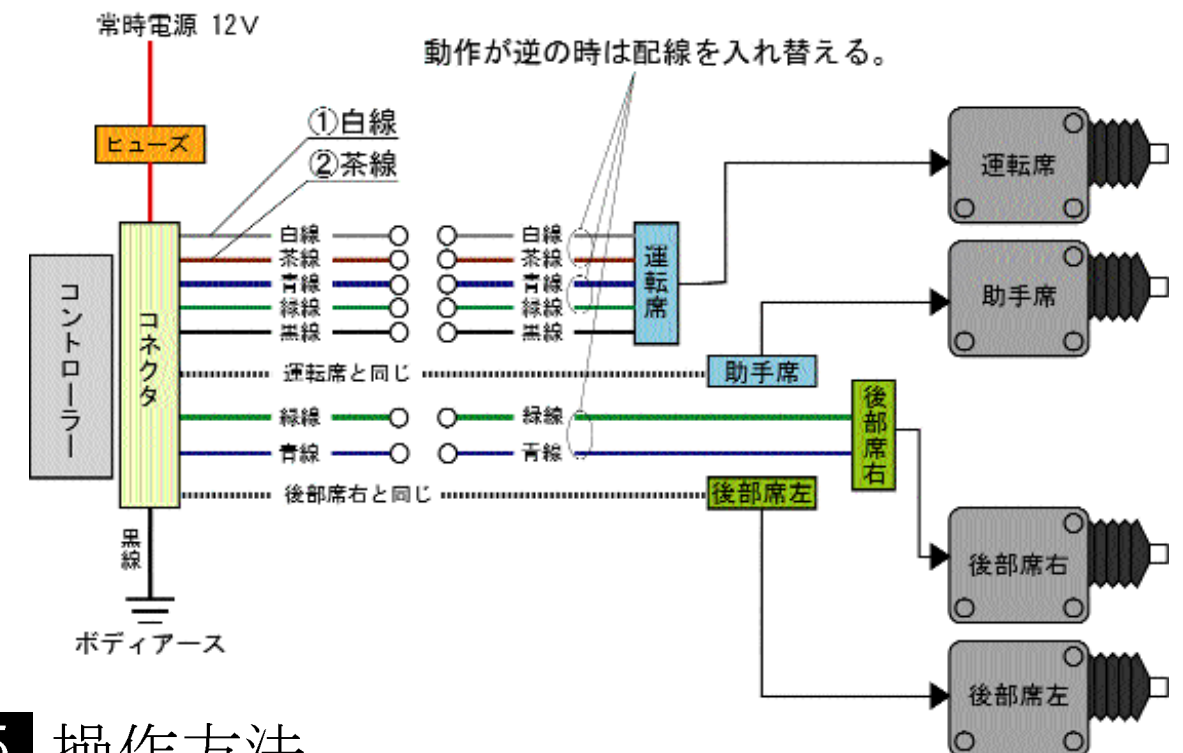 常時電源 12V
動作が逆の時は配線を入れ替える。
ヒューズ
①白線
②茶線
運転席
白線
白線
茶線
茶線
青線
青線
緑線
緑線
黒線
黒線
運転席
助手席
コントローラー
コネクタ
運転席と同じ
助手席
緑線
緑線
青線
青線
後部席右
後部席右と同じ
後部席左
黒線
ボディアース
後部席右
後部席左
操作方法